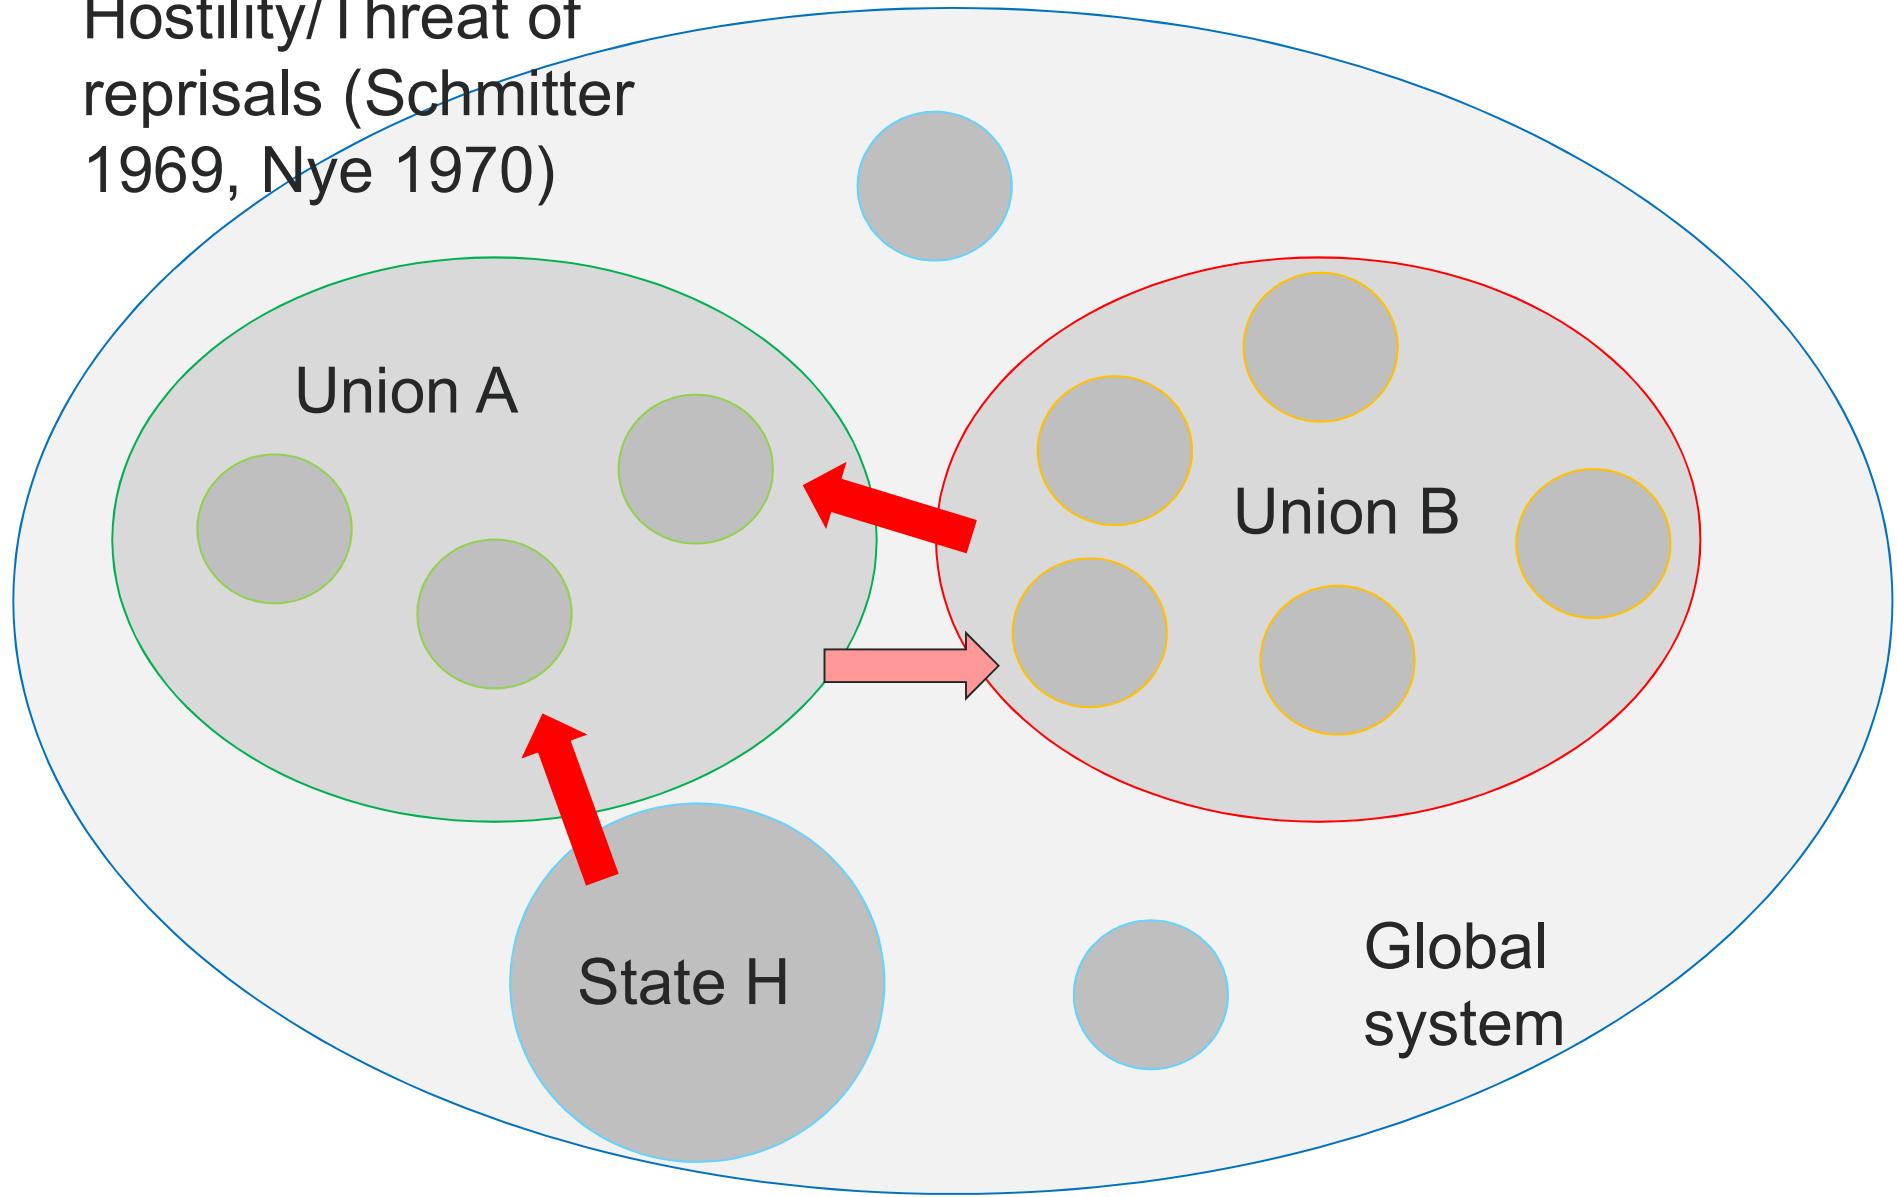 Hostility/Threat of
reprisals (Schmitter
1969, Nye 1970)
Union A
Union B
State H
Global
system